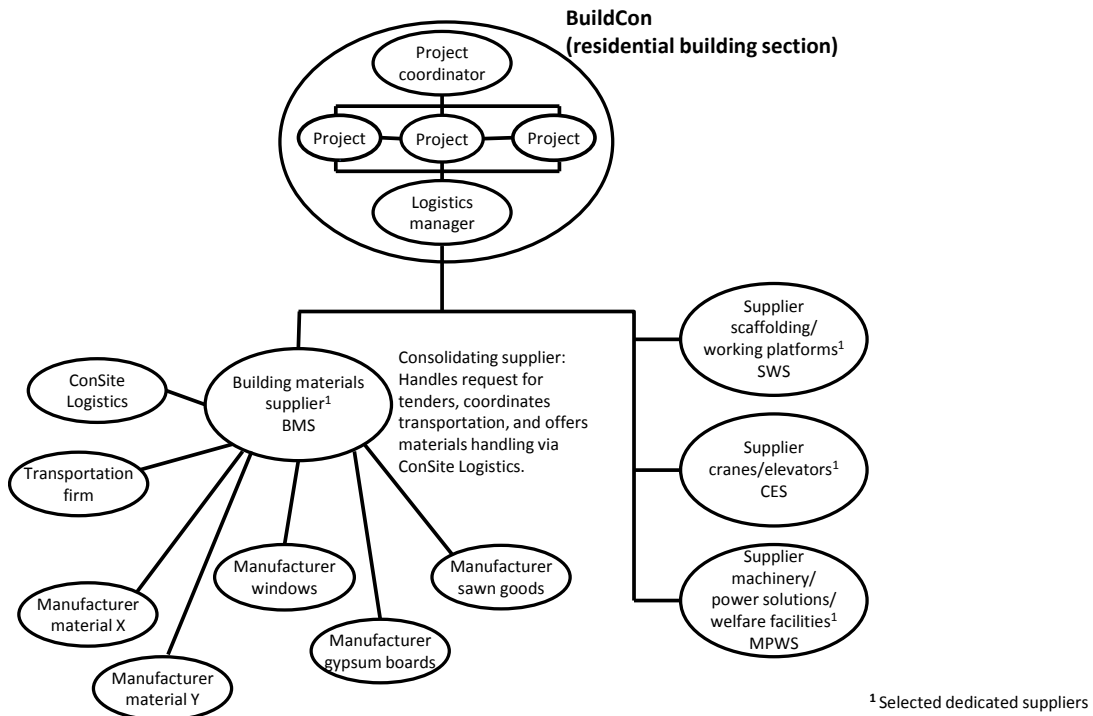 BuildCon
(residential building section)
Project
coordinator
Project
Project
Project
Logistics
manager
Supplier
scaffolding/
working platforms¹
SWS
Consolidating supplier:
Handles request for
tenders, coordinates
transportation, and offers
materials handling via
ConSite Logistics.
Building materials
supplier¹
BMS
ConSite
Logistics
Transportation
firm
Supplier
cranes/elevators¹
CES
Manufacturer
windows
Manufacturer
sawn goods
Manufacturer
material X
Manufacturer
gypsum boards
Manufacturer
material Y
Supplier
machinery/
power solutions/
welfare facilities¹
MPWS
¹ Selected dedicated suppliers